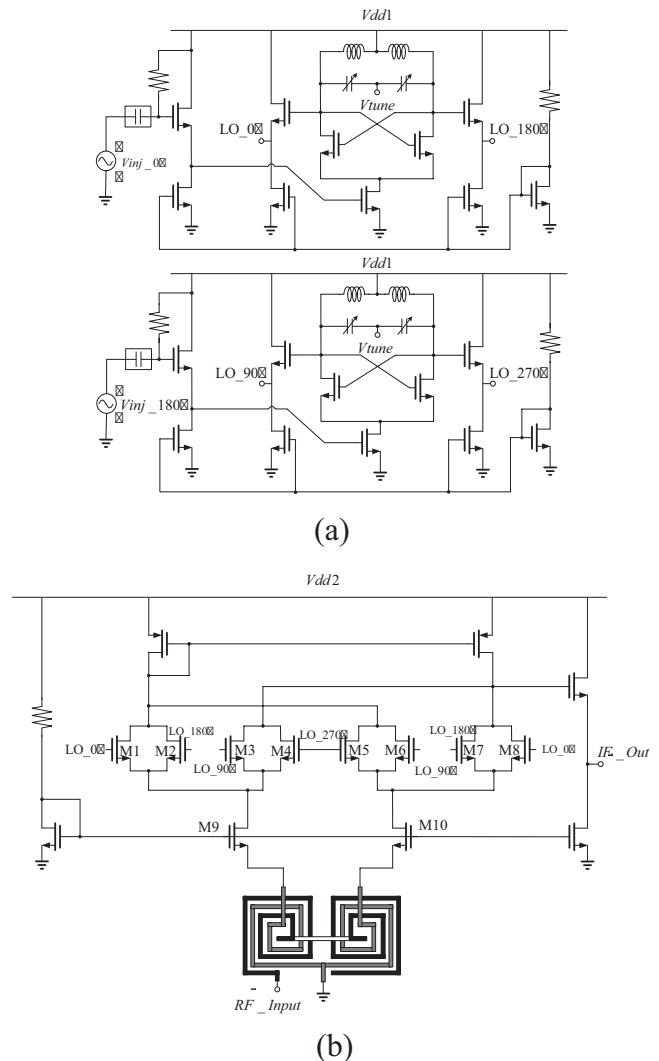 Vdd1
Vtune
LO_0
LO_180
Vinj_0
Vdd1
Vtune
LO_90
LO_270
Vinj_180
(a)
Vdd2
LO_0 M1 M2 LO_180
M3 M4 LO_270
LO_90
M5 M6 LO_180
LO_90
M7 M8 LO_0
IF_Out
M9
M10
RF_Input
(b)